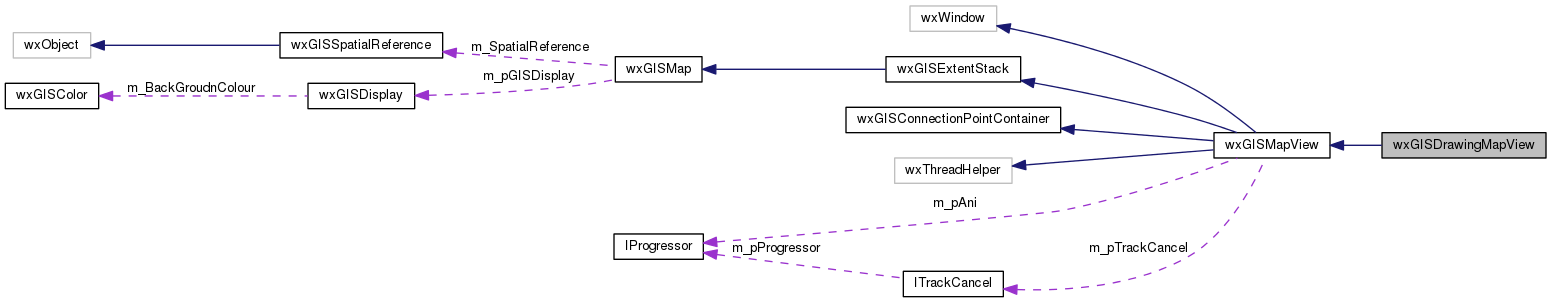 wxWindow
wxObject
wxGISSpatialReference
m_SpatialReference
wxGISMap
wxGISExtentStack
m_pGISDisplay
wxGISColor
m_BackGroudnColour
wxGISDisplay
wxGISConnectionPointContainer
wxGISMapView
wxGISDrawingMapView
wxThreadHelper
m_pAni
IProgressor
m_pProgressor
m_pTrackCancel
ITrackCancel